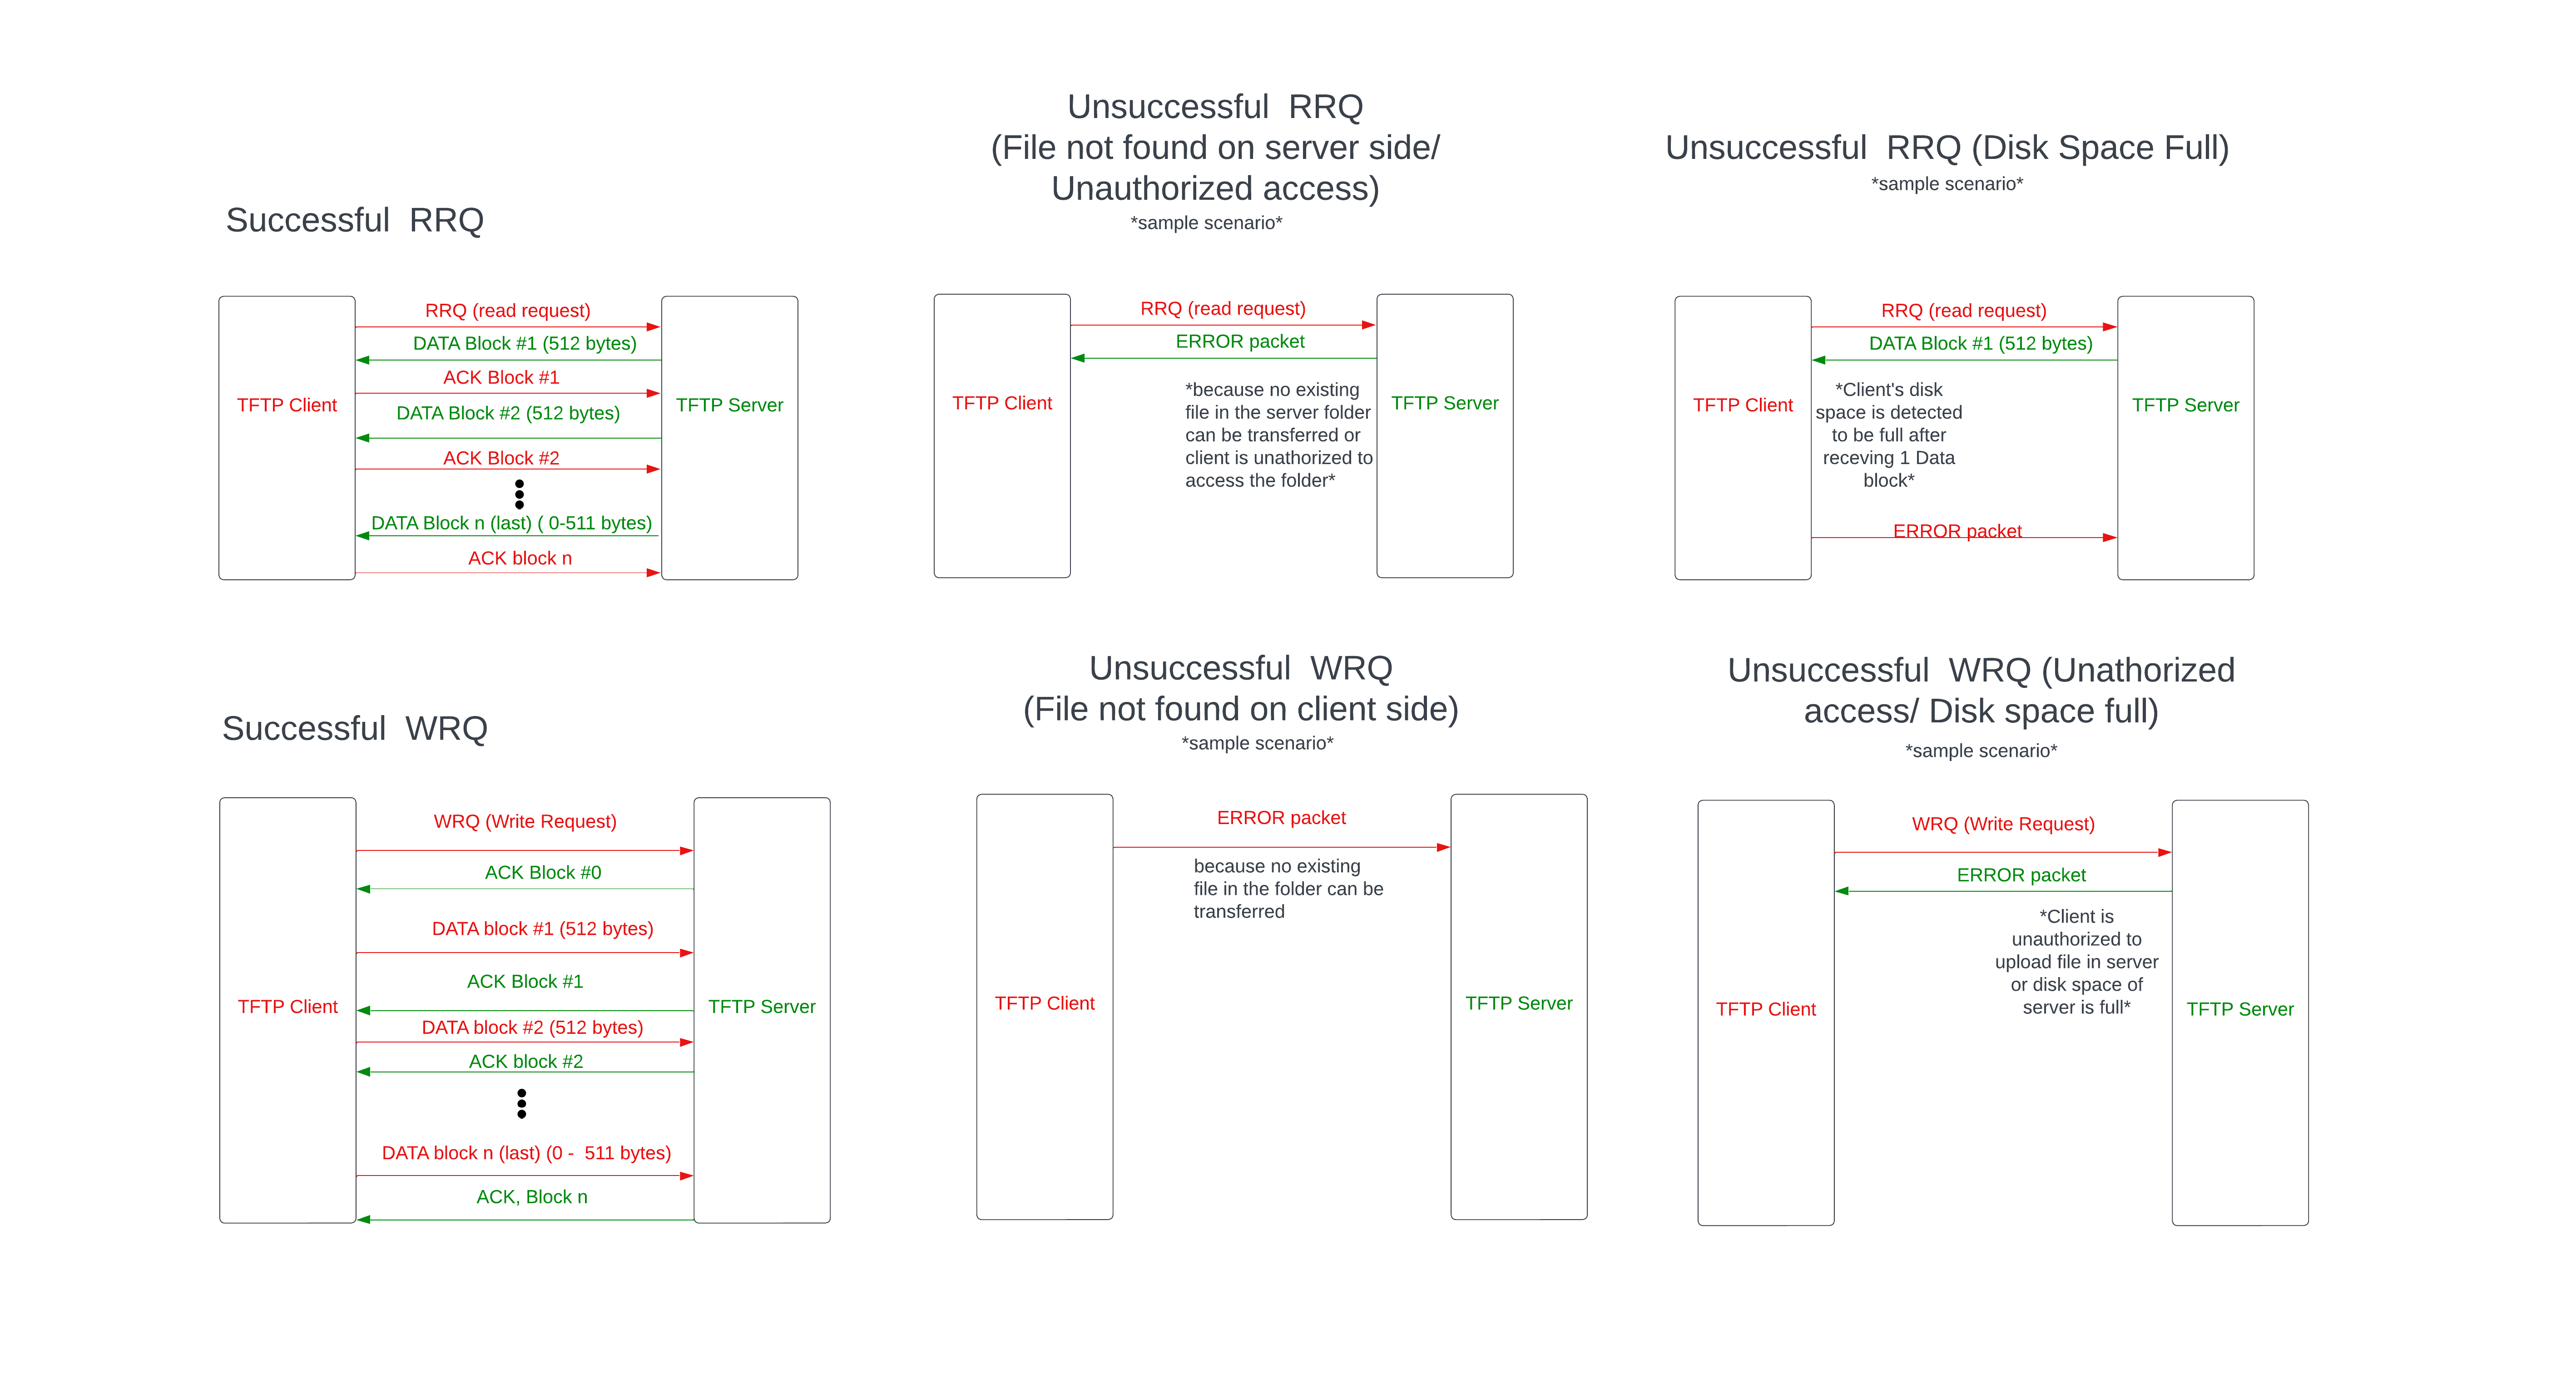 Successful  RRQ
TFTP Client
RRQ (read request)
DATA Block #1 (512 bytes)
ACK Block #1
DATA Block #2 (512 bytes)
ACK Block #2
DATA Block n (last) ( 0-511 bytes)
ACK block n
TFTP Server
Unsuccessful  RRQ
(File not found on server side/
Unauthorized access)
*sample scenario*
TFTP Client
RRQ (read request)
ERROR packet
*because no existing
file in the server folder
can be transferred or
client is unathorized to
access the folder*
TFTP Server
Unsuccessful  RRQ (Disk Space Full)
*sample scenario*
TFTP Client
RRQ (read request)
DATA Block #1 (512 bytes)
*Client's disk
space is detected
to be full after
receving 1 Data
block*
ERROR packet
TFTP Server
Successful  WRQ
TFTP Client
WRQ (Write Request)
ACK Block #0
DATA block #1 (512 bytes)
ACK Block #1
DATA block #2 (512 bytes)
ACK block #2
DATA block n (last) (0 -  511 bytes)
ACK, Block n
TFTP Server
Unsuccessful  WRQ
(File not found on client side)
*sample scenario*
TFTP Client
ERROR packet
because no existing
file in the folder can be
transferred
TFTP Server
Unsuccessful  WRQ (Unathorized
access/ Disk space full)
*sample scenario*
TFTP Client
WRQ (Write Request)
ERROR packet
*Client is
unauthorized to
upload file in server
or disk space of
server is full*
TFTP Server